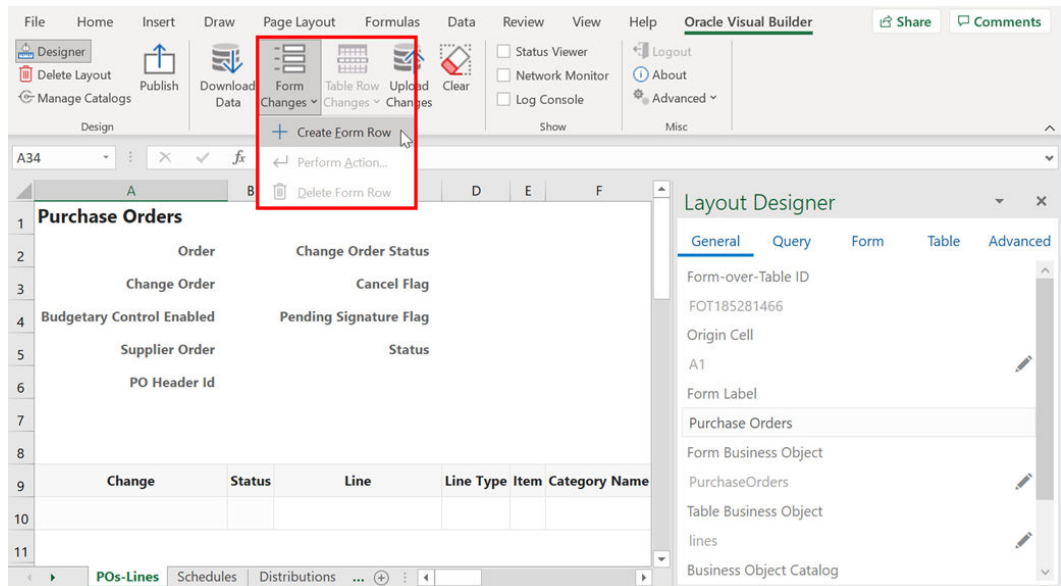 File Home Insert Draw Page Layout Formulas Data Review View Help Oracle Visual Builder Share Comments
Designer
Delete Layout
Manage Catalogs
Publish
Download Data
Form Changes
Table Row Changes
Upload Changes
Clear
Status Viewer
Network Monitor
Log Console
Logout
About
Advanced
Design
Show
Misc
Create Form Row
Perform Action...
Delete Form Row
A34 fx
A B D E F
1 Purchase Orders
2 Order Change Order Status
3 Change Order Cancel Flag
4 Budgetary Control Enabled Pending Signature Flag
5 Supplier Order Status
6 PO Header Id
7
8
9 Change Status Line Line Type Item Category Name
10
11
POs-Lines Schedules Distributions ...
Layout Designer
General Query Form Table Advanced
Form-over-Table ID
FOT185281466
Origin Cell
A1
Form Label
Purchase Orders
Form Business Object
PurchaseOrders
Table Business Object
lines
Business Object Catalog